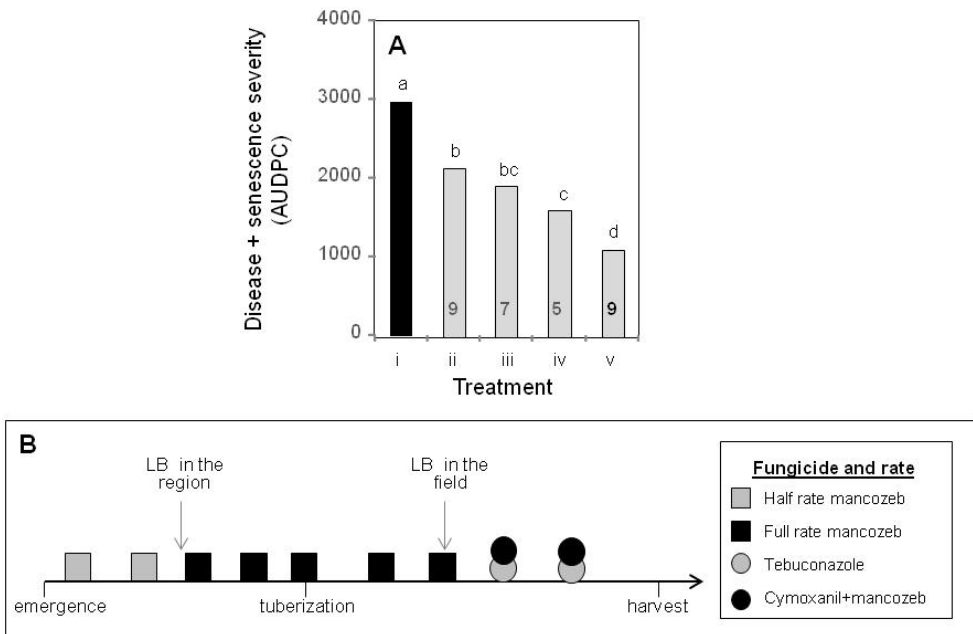 A
Disease + senescence severity
(AUDPC)
4000
3000
2000
1000
0
a
b
bc
c
d
9
7
5
9
i
ii
iii
iv
v
Treatment
B
LB in the
region
LB in the
field
emergence
tuberization
harvest
Fungicide and rate
Half rate mancozeb
Full rate mancozeb
Tebuconazole
Cymoxanil+mancozeb